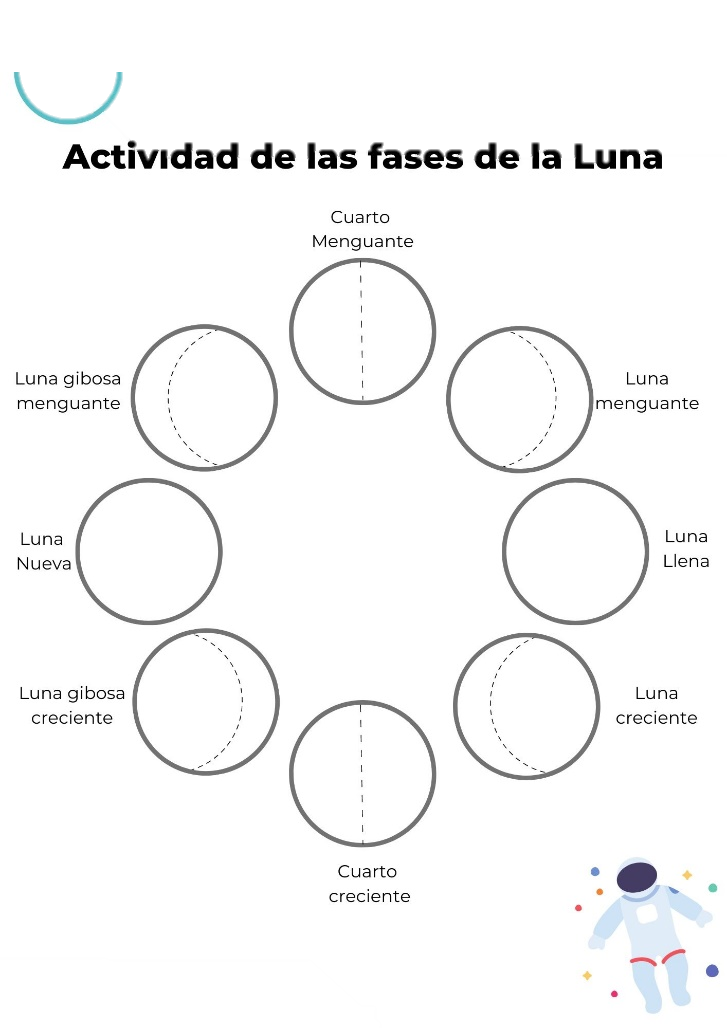 Actividad de las fases de la Luna
Cuarto
Menguante
Luna gibosa
menguante
Luna
menguante
Luna
Nueva
Luna
Llena
Luna gibosa
creciente
Luna
creciente
Cuarto
creciente